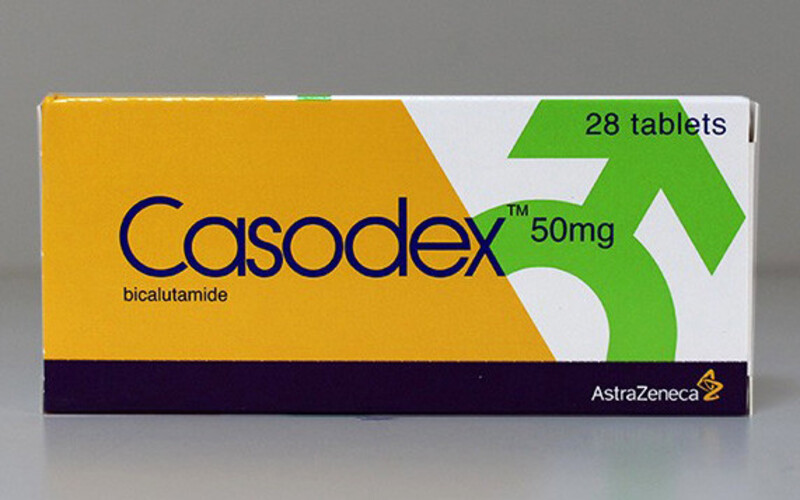 28 tablets
Casodex™ 50mg
bicalutamide
AstraZeneca